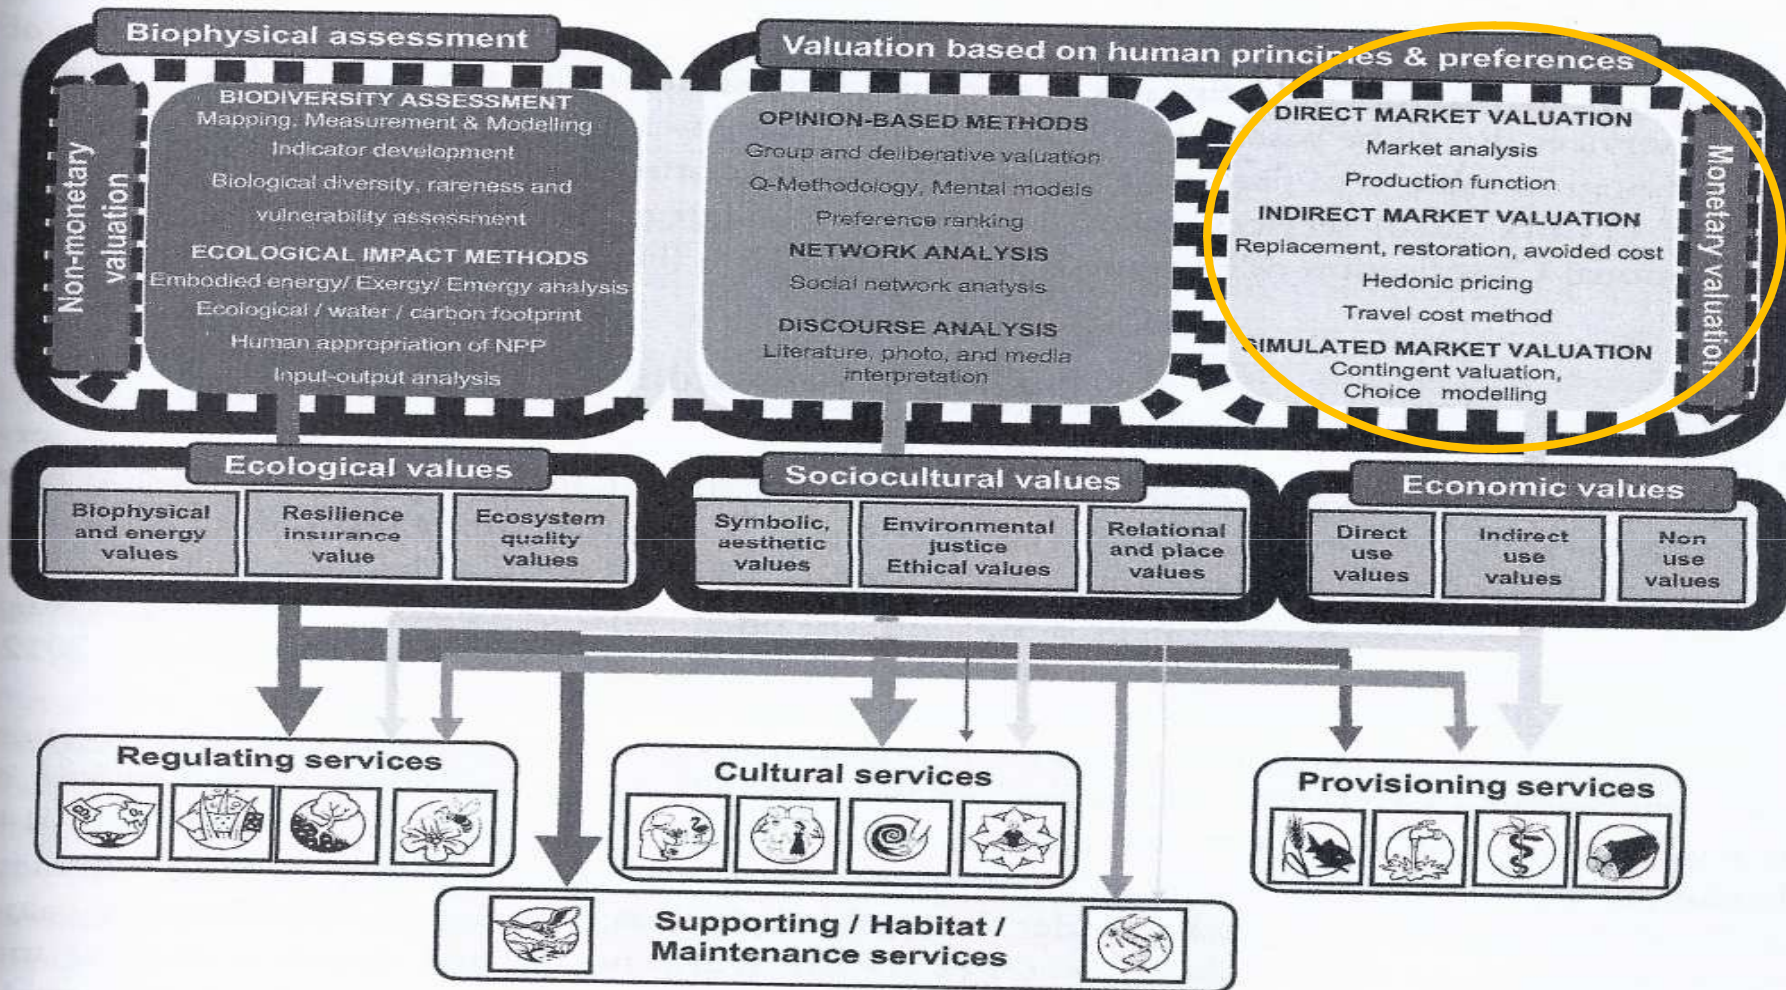 Biophysical assessment
Valuation based on human principles & preferences
Non-monetary
valuation
BIODIVERSITY ASSESSMENT
Mapping, Measurement & Modelling
Indicator development
Biological diversity, rareness and
vulnerability assessment
ECOLOGICAL IMPACT METHODS
Embodied energy/ Exergy/ Emergy analysis
Ecological / water / carbon footprint
Human appropriation of NPP
Input-output analysis
OPINION-BASED METHODS
Group and deliberative valuation
Q-Methodology, Mental models
Preference ranking
NETWORK ANALYSIS
Social network analysis
DISCOURSE ANALYSIS
Literature, photo, and media
interpretation
DIRECT MARKET VALUATION
Market analysis
Production function
INDIRECT MARKET VALUATION
Replacement, restoration, avoided cost
Hedonic pricing
Travel cost method
SIMULATED MARKET VALUATION
Contingent valuation,
Choice modelling
Monetary valuation
Ecological values
Biophysical
and energy
values
Resilience
insurance
value
Ecosystem
quality
values
Sociocultural values
Symbolic,
aesthetic
values
Environmental
justice
Ethical values
Relational
and place
values
Economic values
Direct
use
values
Indirect
use
values
Non
use
values
Regulating services
Cultural services
Provisioning services
Supporting / Habitat /
Maintenance services